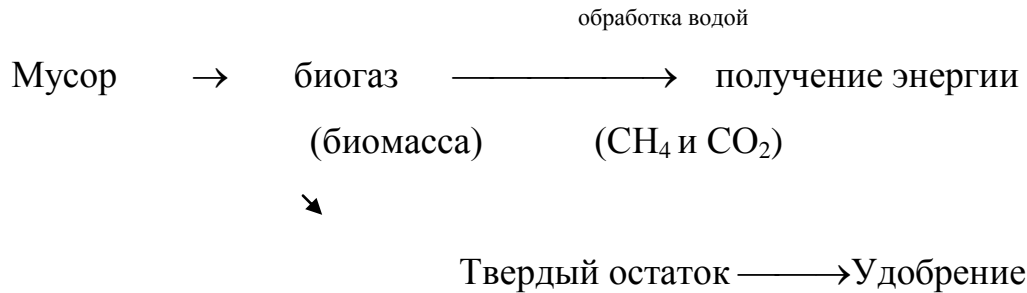 обработка водой
Мусор → биогаз ⟶ получение энергии
(биомасса) (CH₄ и CO₂)
↘
Твердый остаток ⟶ Удобрение